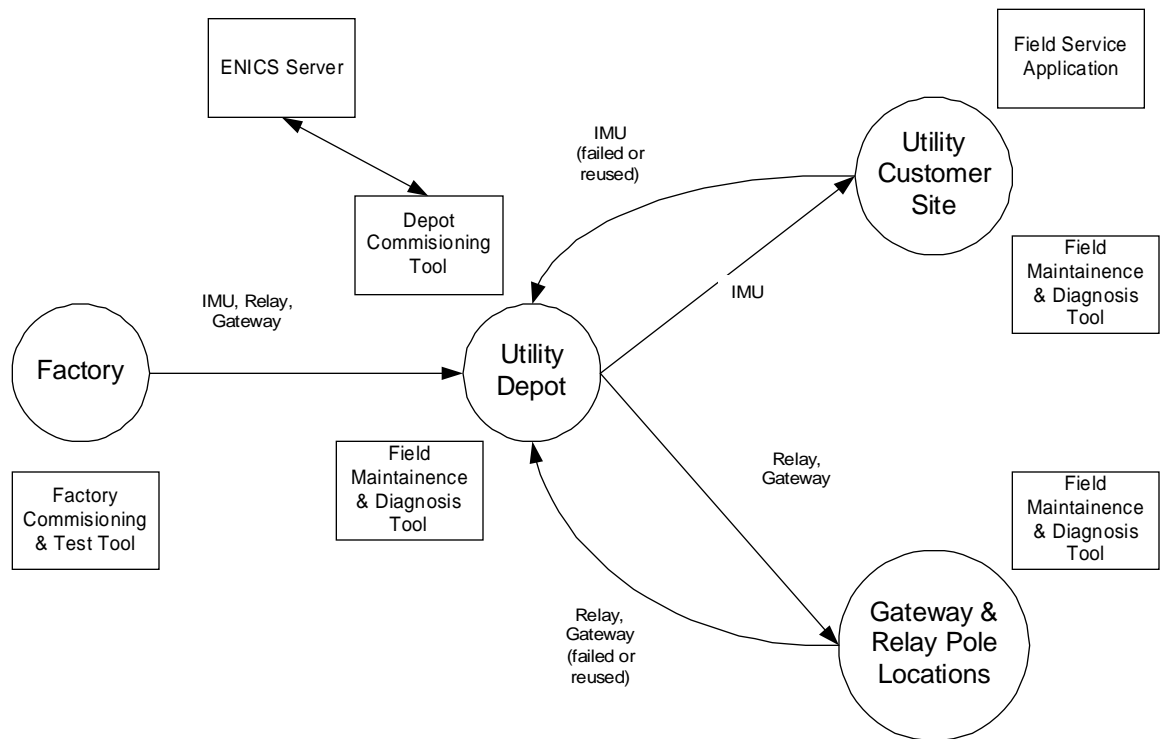 ENICS Server
Field Service
Application
IMU
(failed or
reused)
Utility
Customer
Site
Depot
Commisioning
Tool
Field
Maintainence
& Diagnosis
Tool
IMU
IMU, Relay,
Gateway
Factory
Utility
Depot
Field
Maintainence
& Diagnosis
Tool
Factory
Commisioning
& Test Tool
Relay,
Gateway
Field
Maintainence
& Diagnosis
Tool
Relay,
Gateway
(failed or
reused)
Gateway &
Relay Pole
Locations